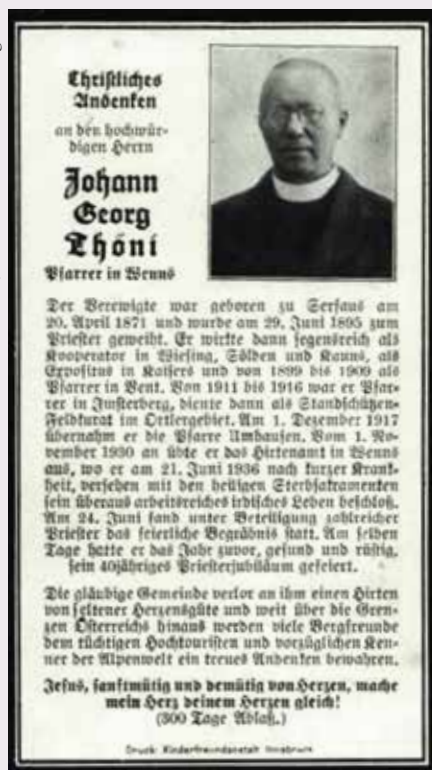 Christliches
Andenken
an den hochwür-
digen Herrn
Johann
Georg
Thöni
Pfarrer in Wenns
Der Verewigte war geboren zu Serfaus am
20. April 1871 und wurde am 29. Juni 1895 zum
Priester geweiht. Er wirkte dann segensreich als
Kooperator in Wiesing, Sölden und Kauns, als
Expositus in Kaisers und von 1899 bis 1909 als
Pfarrer in Vent. Von 1911 bis 1916 war er Pfar-
rer in Justerberg, diente dann als Standschützen-
Feldkurat im Ortlergebiet. Am 1. Dezember 1917
übernahm er die Pfarre Umhausen. Vom 1. No-
vember 1930 an übte er das Hirtenamt in Wenns
aus, wo er am 21. Juni 1936 nach kurzer Krank-
heit, versehen mit den heiligen Sterbsakramenten
sein überaus arbeitsreiches irdisches Leben beschloß.
Am 24. Juni fand unter Beteiligung zahlreicher
Priester das feierliche Begräbnis statt. Am selben
Tage hatte er das Jahr zuvor, gesund und rüstig,
sein 40jähriges Priesterjubiläum gefeiert.
Die gläubige Gemeinde verlor an ihm einen Hirten
von seltener Herzensgüte und weit über die Gren-
zen Österreichs hinaus werden viele Bergfreunde
dem tüchtigen Hochtouristen und vorzüglichen Ken-
ner der Alpenwelt ein treues Andenken bewahren.
Jesus, sanftmütig und demütig von Herzen, mache
mein Herz deinem Herzen gleich!
(300 Tage Ablaß.)
Druck Kinderfreundanstalt Innsbruck